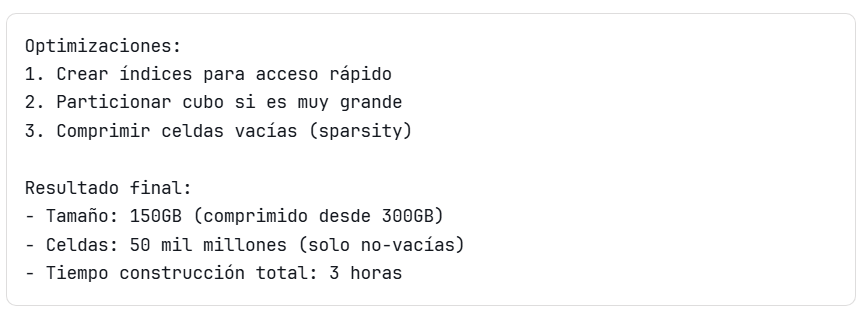 Optimizaciones:
1. Crear índices para acceso rápido
2. Particionar cubo si es muy grande
3. Comprimir celdas vacías (sparsity)
Resultado final:
- Tamaño: 150GB (comprimido desde 300GB)
- Celdas: 50 mil millones (solo no-vacías)
- Tiempo construcción total: 3 horas